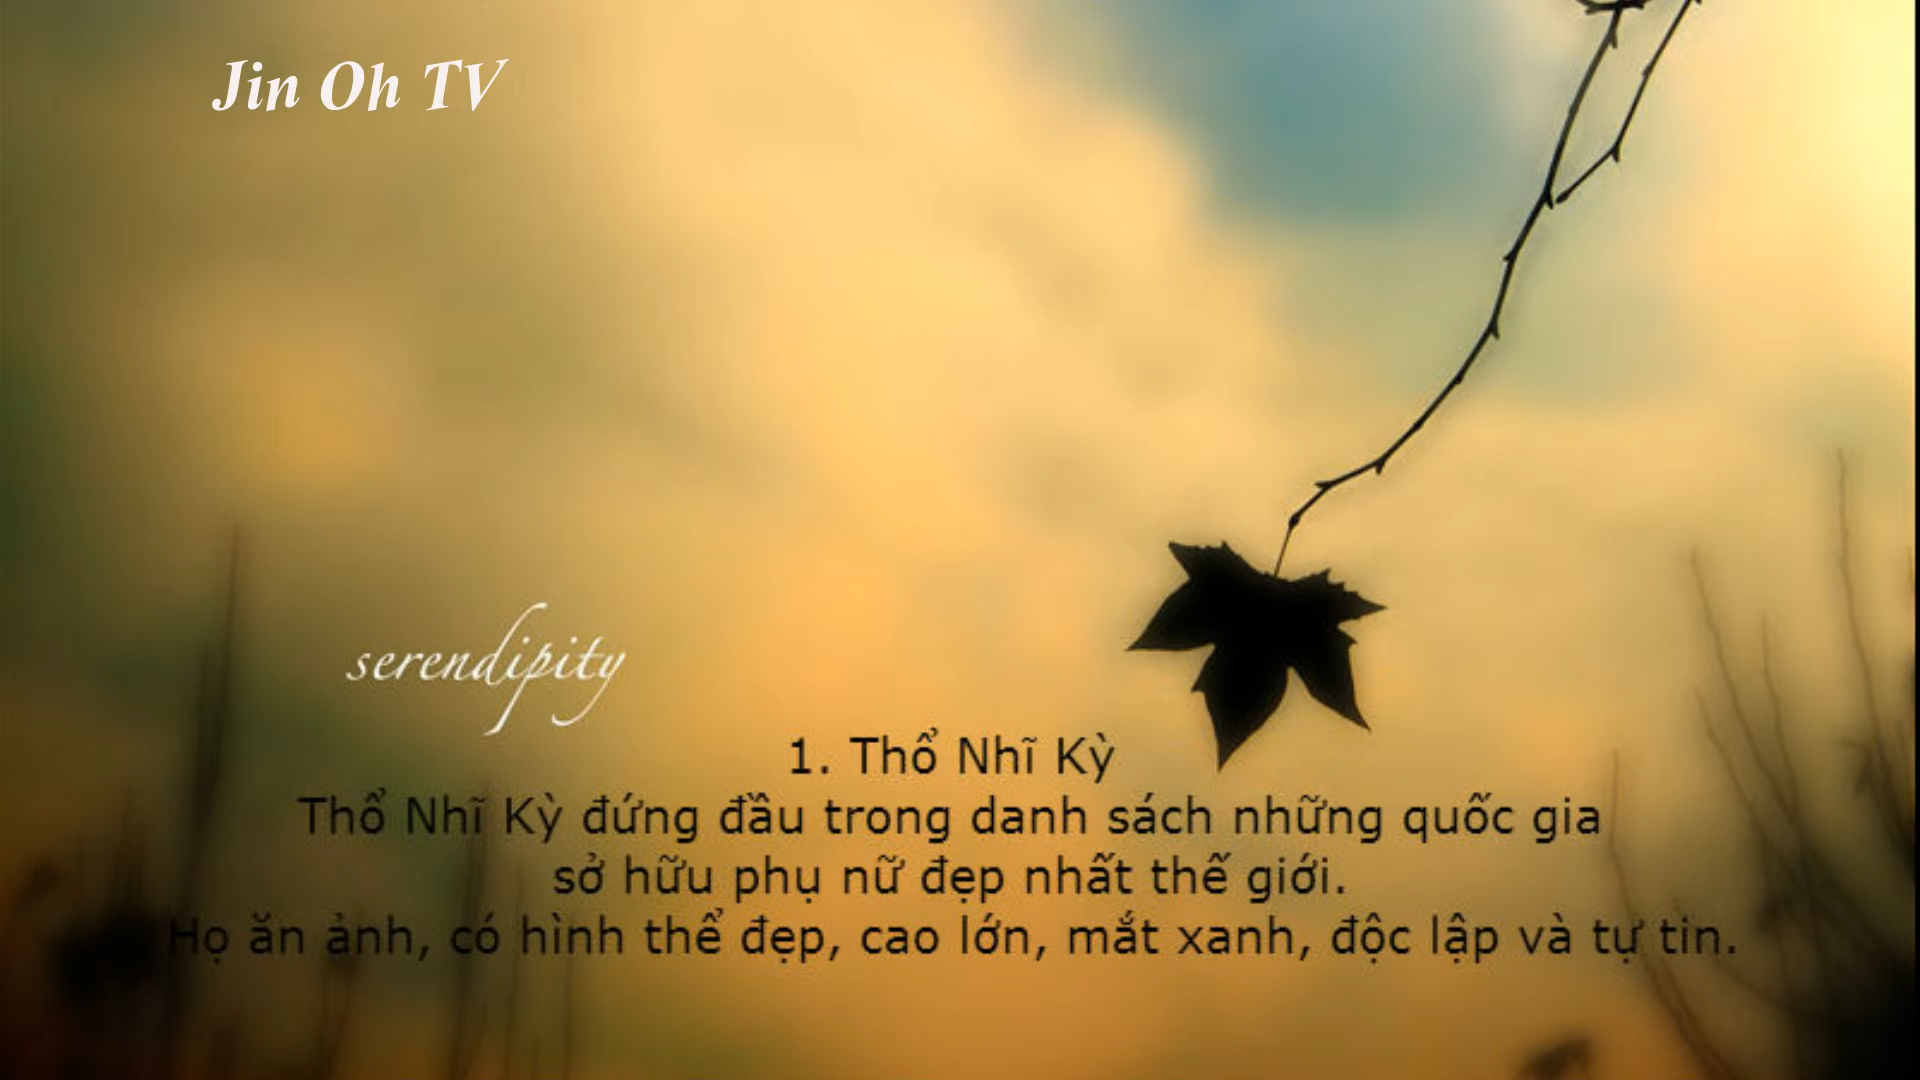 Jin Oh TV
serendipity
1. Thổ Nhĩ Kỳ
Thổ Nhĩ Kỳ đứng đầu trong danh sách những quốc gia
sở hữu phụ nữ đẹp nhất thế giới.
Họ ăn ảnh, có hình thể đẹp, cao lớn, mắt xanh, độc lập và tự tin.